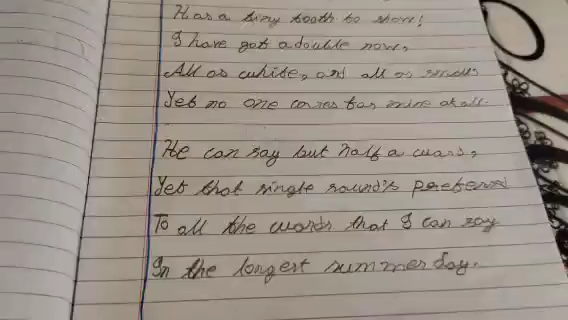 Has a tiny tooth to show!
I have got a double row,
All as white, and all as small;
Yet no one cares for mine at all.
He can say but half a word,
Yet that single sound's preferred
To all the words that I can say
In the longest summer day.